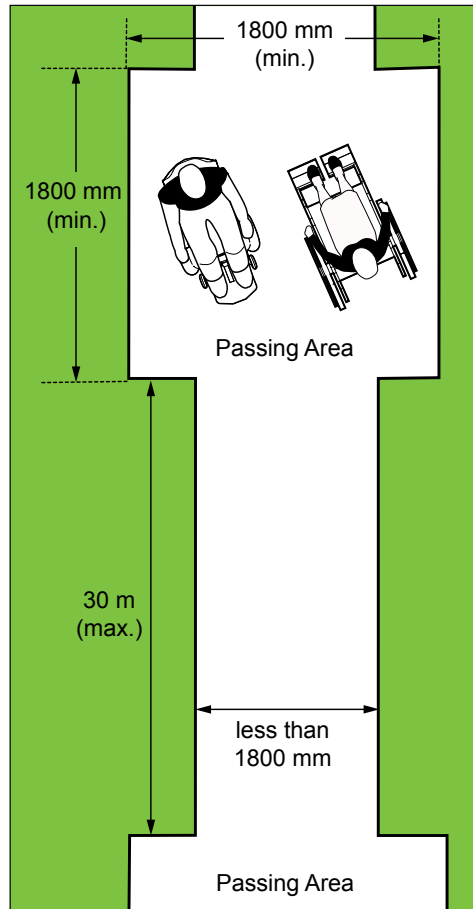 1800 mm
(min.)
1800 mm
(min.)
Passing Area
30 m
(max.)
less than
1800 mm
Passing Area